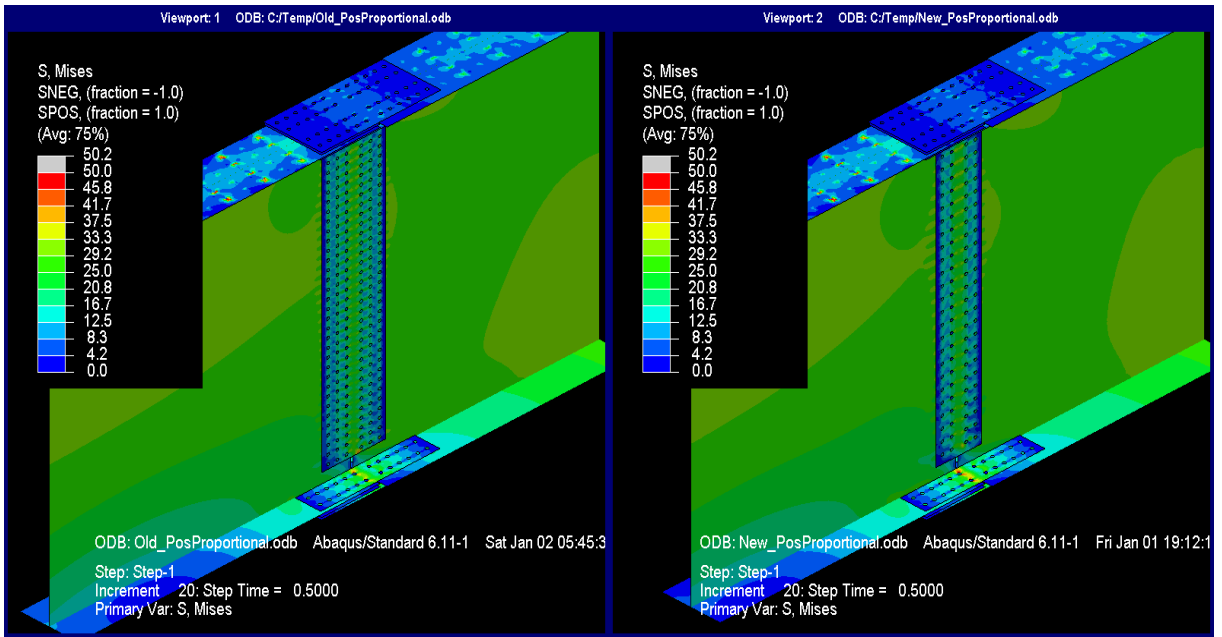 Viewport: 1 ODB: C:/Temp/Old_PosProportional.odb
S, Mises
SNEG, (fraction = -1.0)
SPOS, (fraction = 1.0)
(Avg: 75%)
50.2
50.0
45.8
41.7
37.5
33.3
29.2
25.0
20.8
16.7
12.5
8.3
4.2
0.0
ODB: Old_PosProportional.odb Abaqus/Standard 6.11-1 Sat Jan 02 05:45:3
Step: Step-1
Increment 20: Step Time = 0.5000
Primary Var: S, Mises
Viewport: 2 ODB: C:/Temp/New_PosProportional.odb
S, Mises
SNEG, (fraction = -1.0)
SPOS, (fraction = 1.0)
(Avg: 75%)
50.2
50.0
45.8
41.7
37.5
33.3
29.2
25.0
20.8
16.7
12.5
8.3
4.2
0.0
ODB: New_PosProportional.odb Abaqus/Standard 6.11-1 Fri Jan 01 19:12:1
Step: Step-1
Increment 20: Step Time = 0.5000
Primary Var: S, Mises